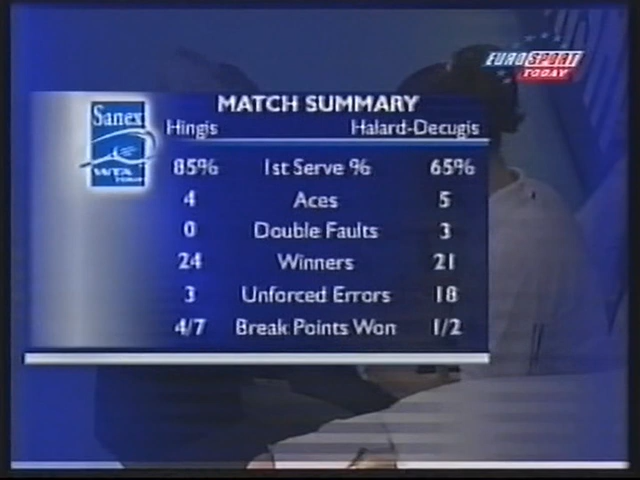 EUROSPORT
TODAY
MATCH SUMMARY
Sanex
WTA TOUR
Hingis Halard-Decugis
85% 1st Serve % 65%
4 Aces 5
0 Double Faults 3
24 Winners 21
3 Unforced Errors 18
4/7 Break Points Won 1/2